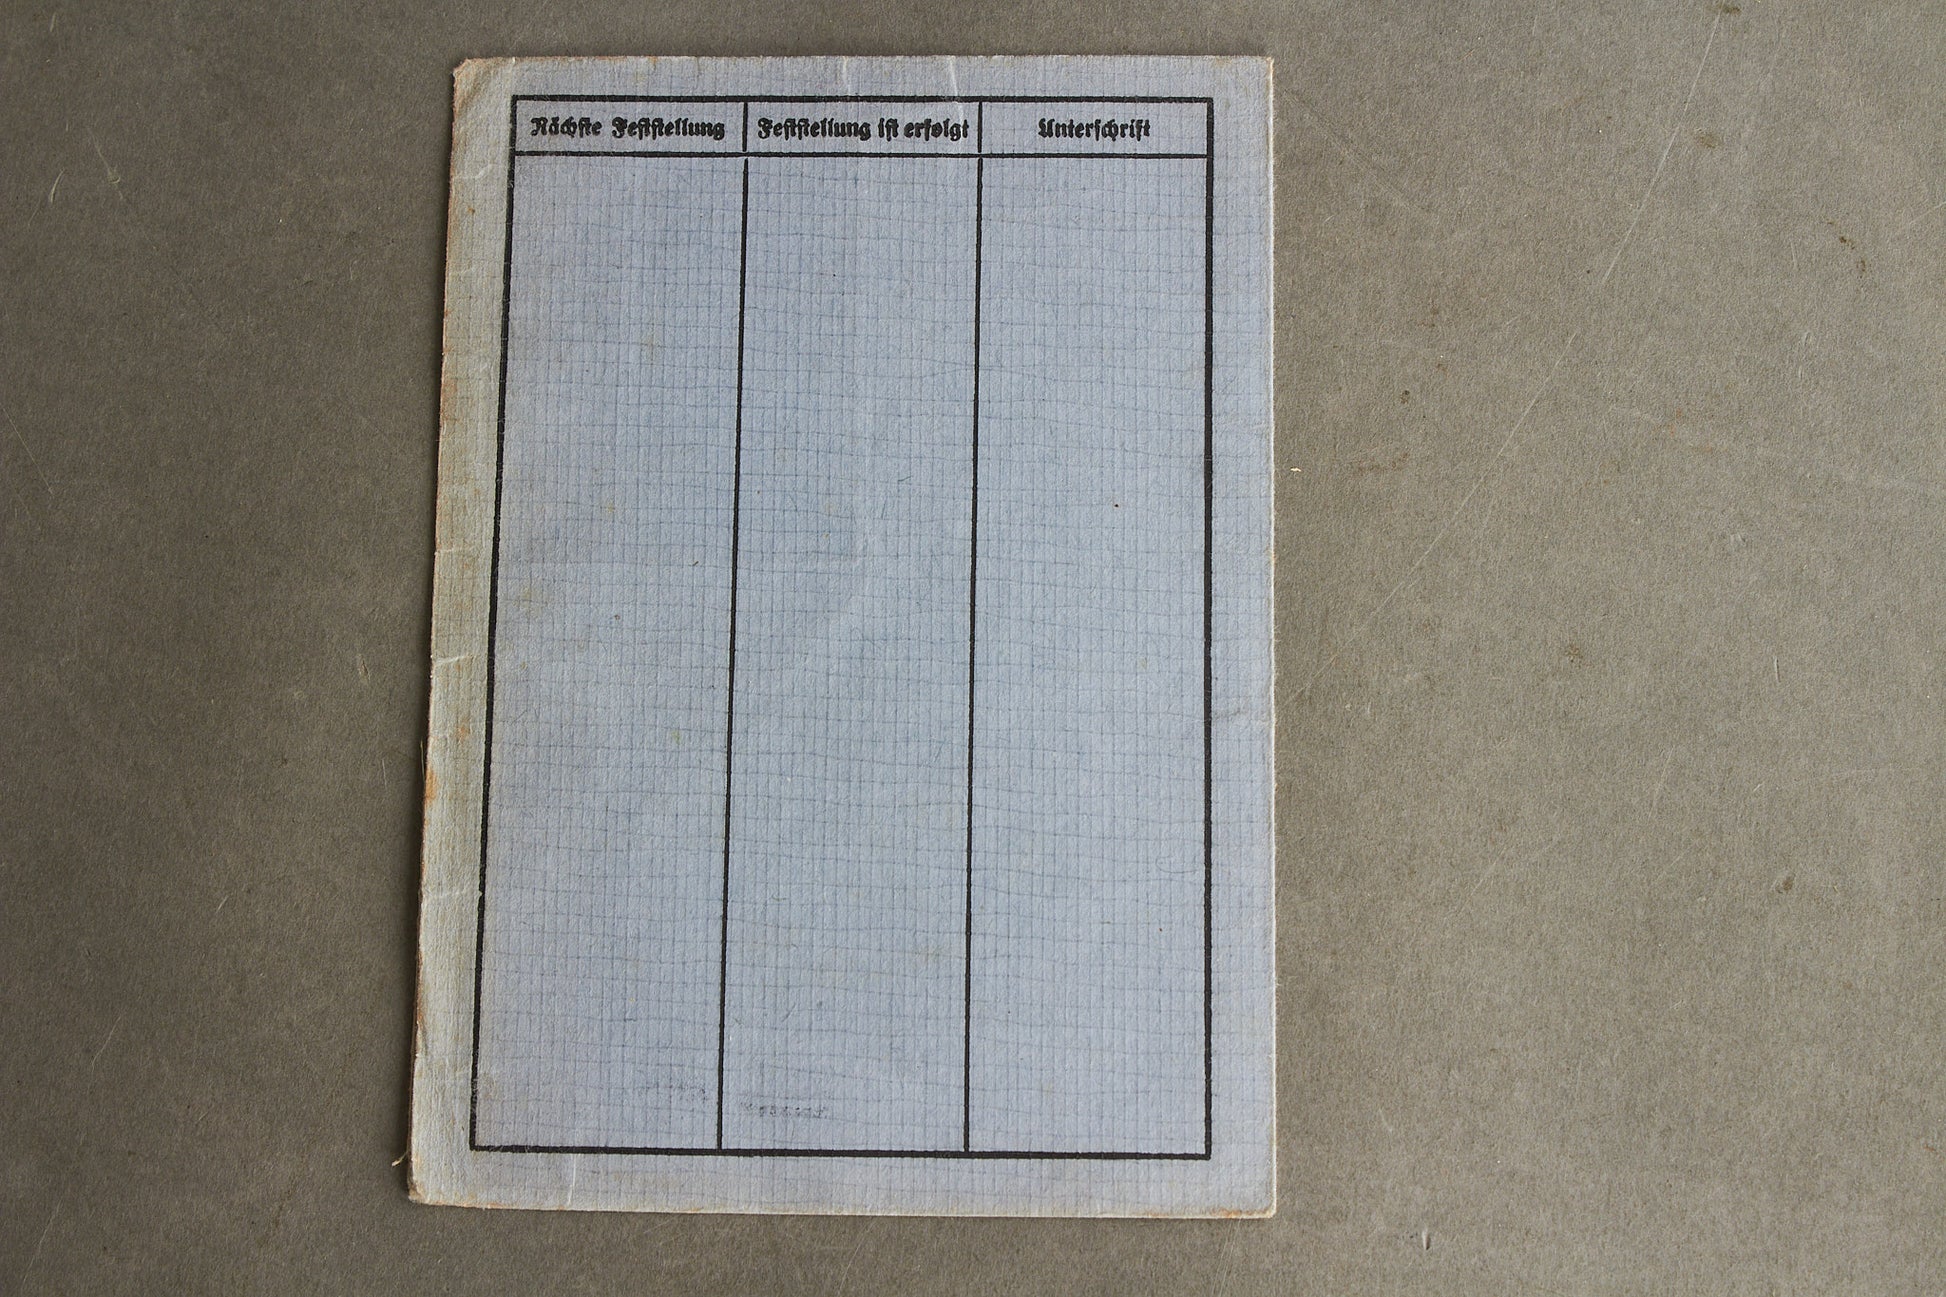 Nächste Feststellung
Feststellung ist erfolgt
Unterschrift